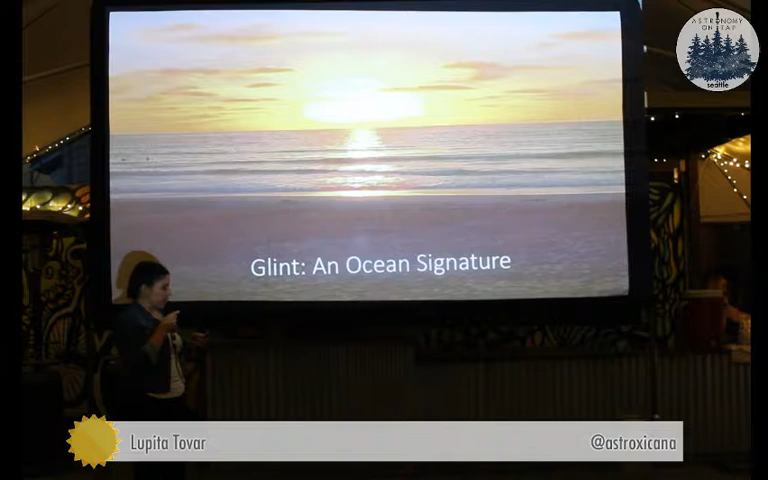 ASTRONOMY
ON TAP
seattle
Glint: An Ocean Signature
Lupita Tovar
@astroxicana